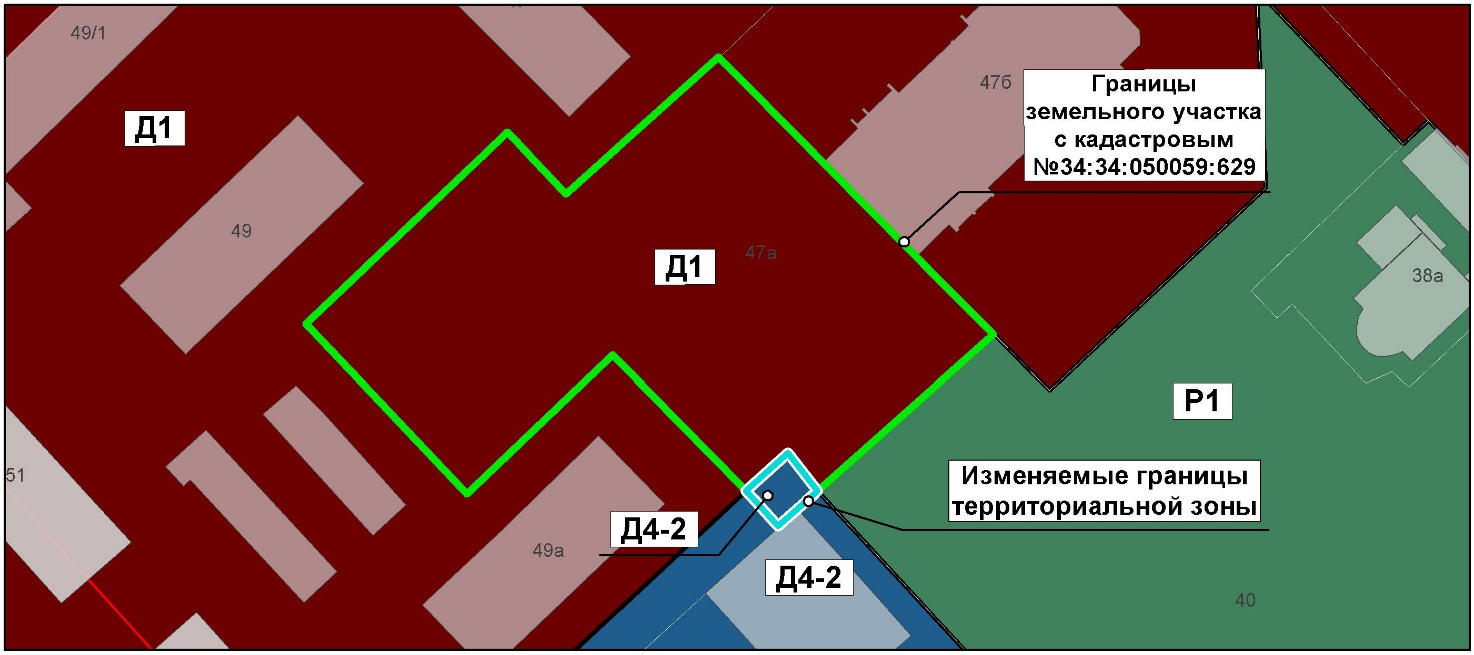 49/1
47б
Границы
земельного участка
с кадастровым
№34:34:050059:629
Д1
49
Д1
47а
38а
Р1
51
Изменяемые границы
территориальной зоны
Д4-2
49а
Д4-2
40